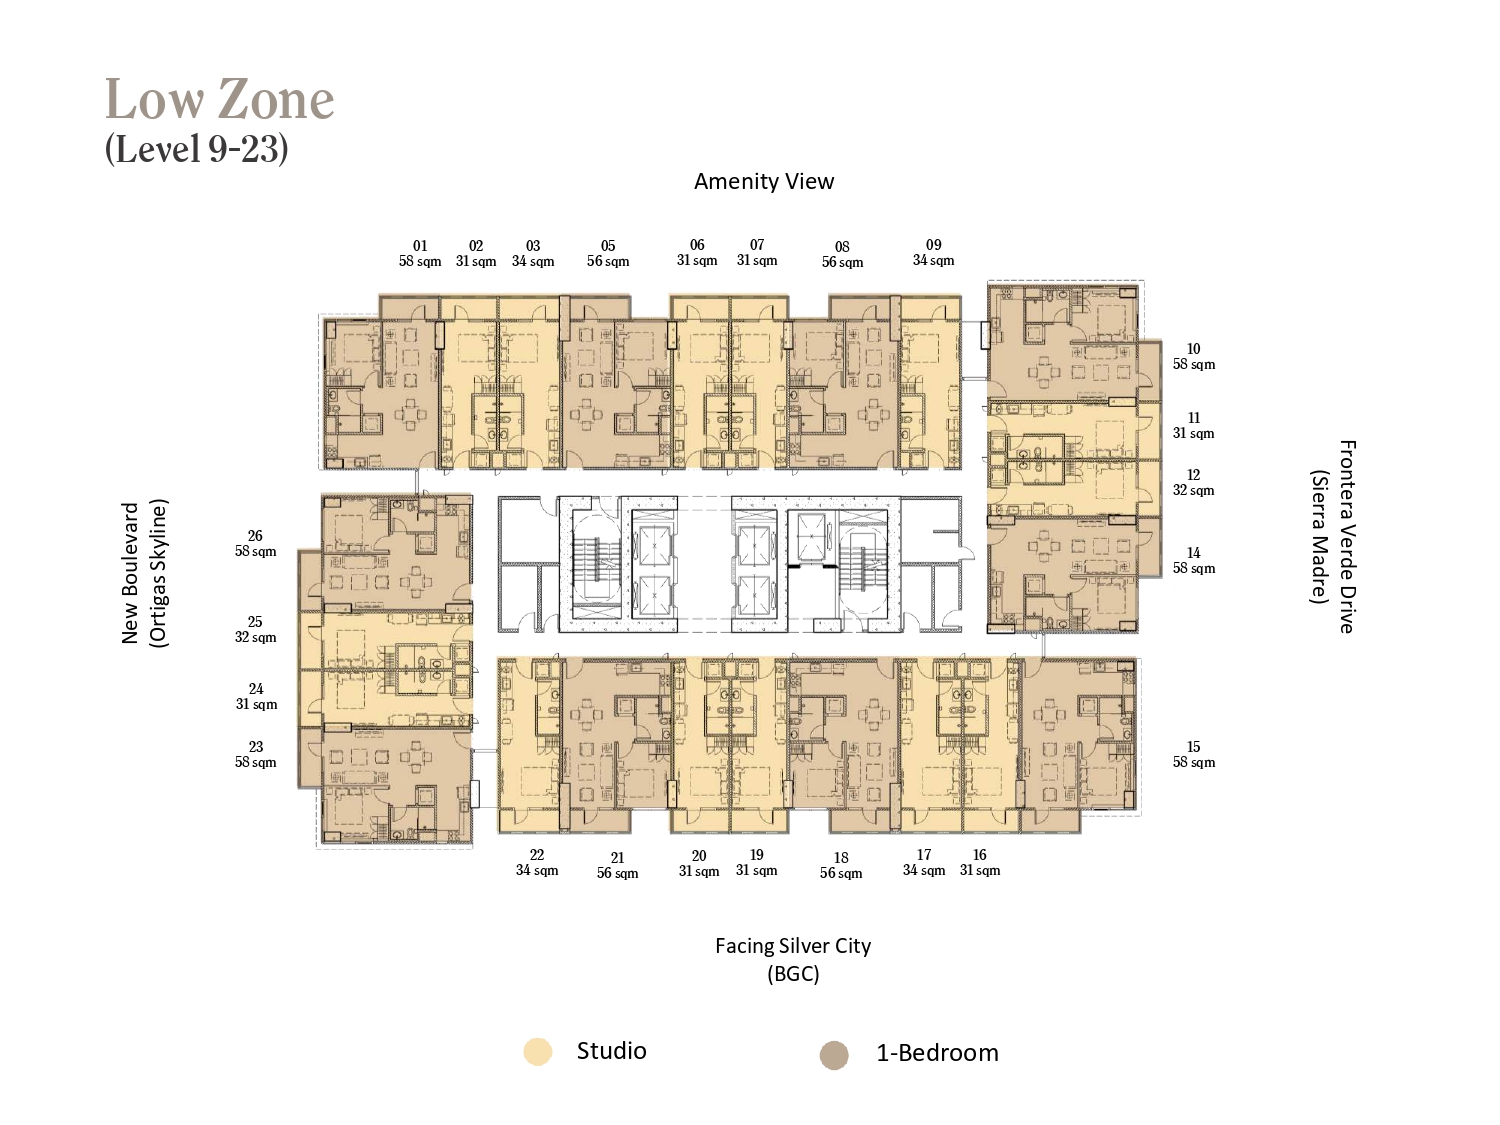 Low Zone
(Level 9-23)
Amenity View
01
58 sqm
02
31 sqm
03
34 sqm
05
56 sqm
06
31 sqm
07
31 sqm
08
56 sqm
09
34 sqm
10
58 sqm
11
31 sqm
12
32 sqm
14
58 sqm
15
58 sqm
Frontera Verde Drive
(Sierra Madre)
New Boulevard
(Ortigas Skyline)
26
58 sqm
25
32 sqm
24
31 sqm
23
58 sqm
22
34 sqm
21
56 sqm
20
31 sqm
19
31 sqm
18
56 sqm
17
34 sqm
16
31 sqm
Facing Silver City
(BGC)
Studio
1-Bedroom